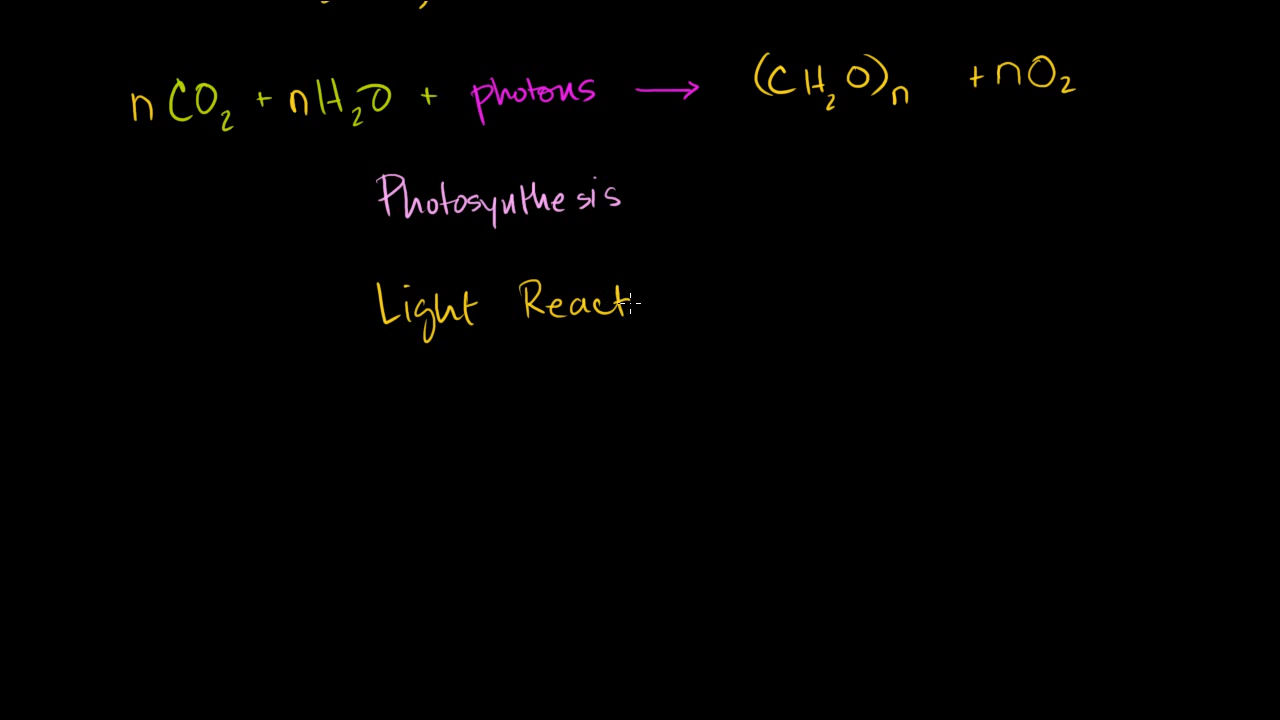 nCO₂ + nH₂O + photons → (CH₂O)ₙ + nO₂
Photosynthesis
Light React